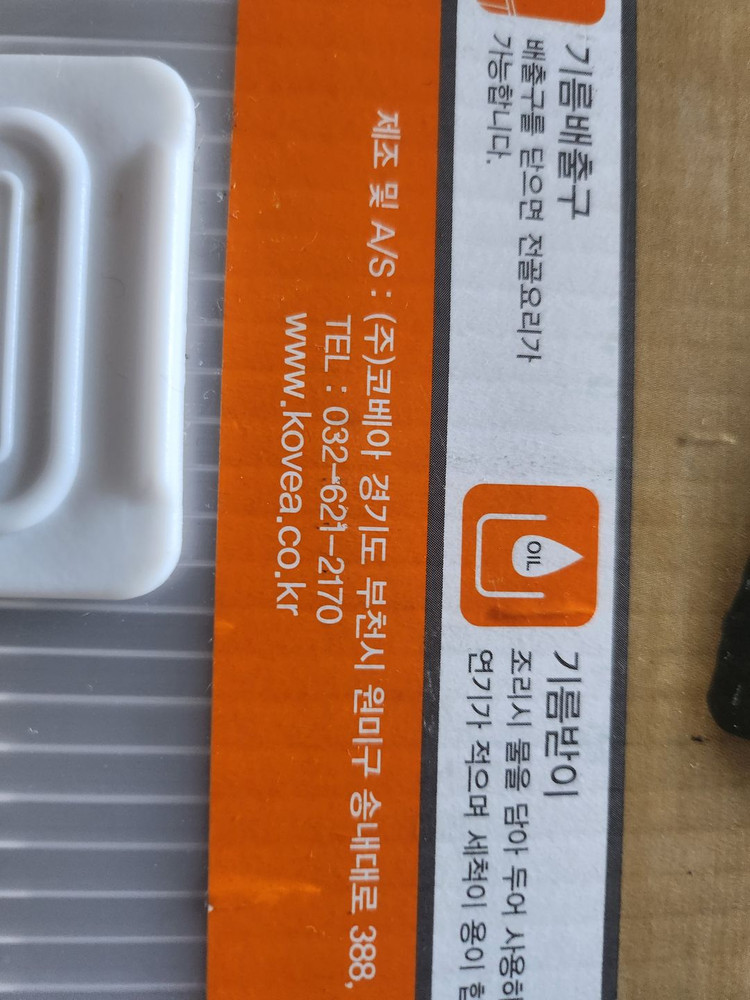 기름배출구
배출구를 닫으면 전골요리가
가능합니다.
OIL
기름받이
조리시 물을 담아 두어 사용하
연기가 적으며 세척이 용이
제조 및 A/S : (주)코베아 경기도 부천시 원미구 송내대로 388,
TEL : 032-621-2170
www.kovea.co.kr